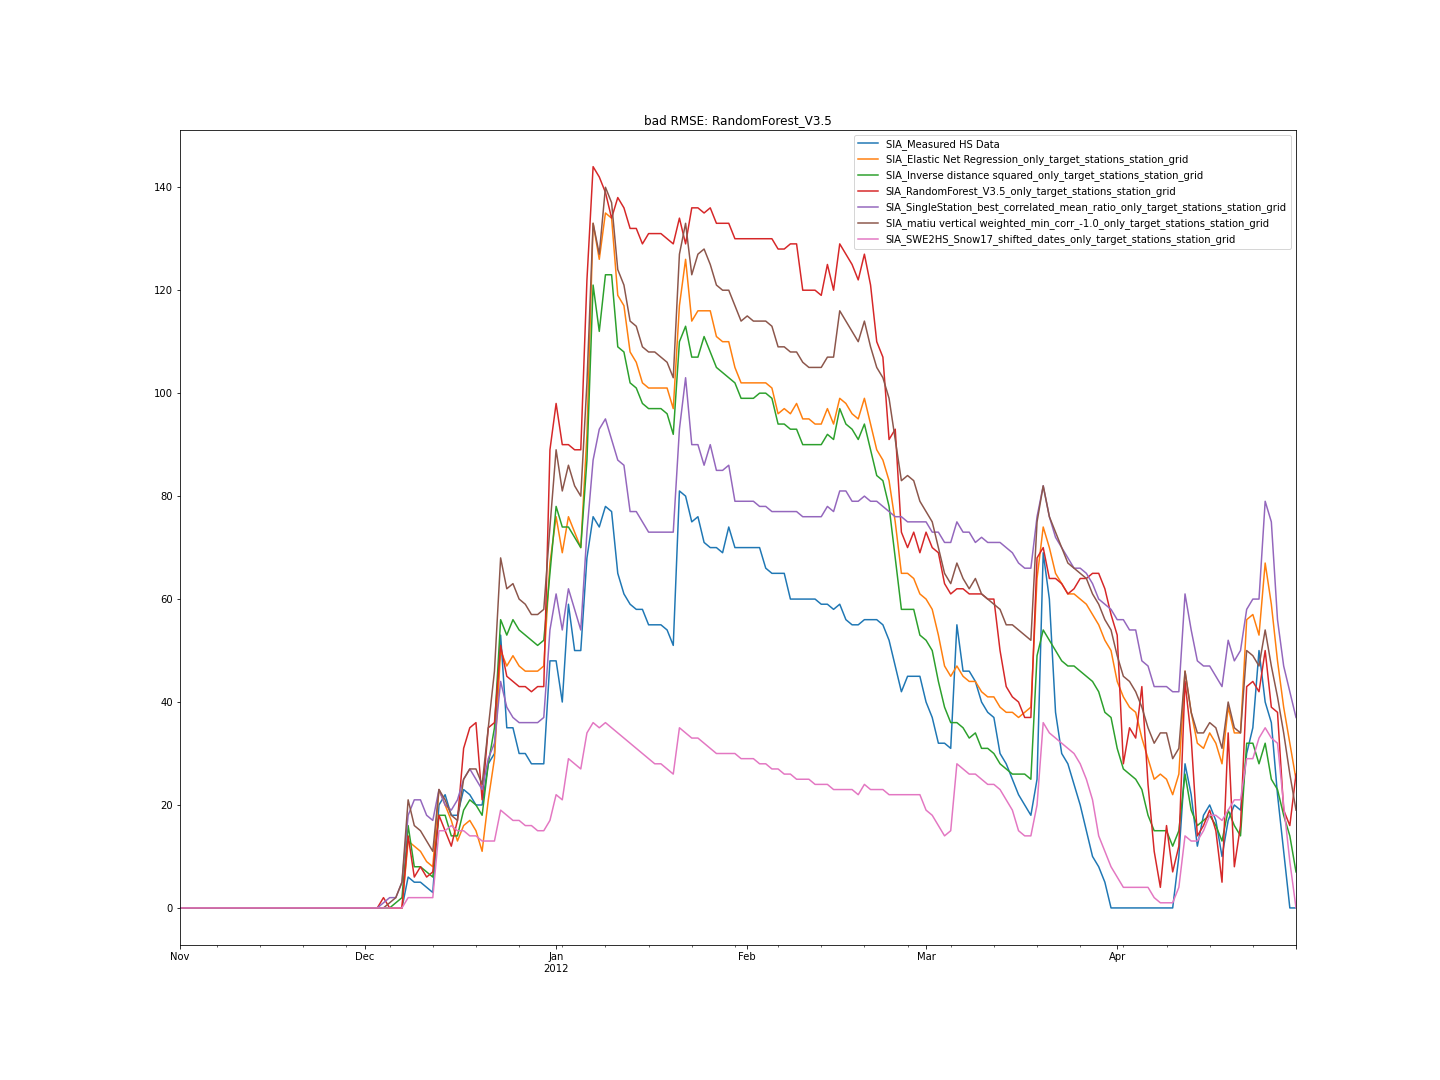 bad RMSE: RandomForest_V3.5
SIA_Measured HS Data
SIA_Elastic Net Regression_only_target_stations_station_grid
SIA_Inverse distance squared_only_target_stations_station_grid
SIA_RandomForest_V3.5_only_target_stations_station_grid
SIA_SingleStation_best_correlated_mean_ratio_only_target_stations_station_grid
SIA_matiu vertical weighted_min_corr_-1.0_only_target_stations_station_grid
SIA_SWE2HS_Snow17_shifted_dates_only_target_stations_station_grid
140
120
100
80
60
40
20
0
Nov Dec Jan Feb Mar Apr
2012